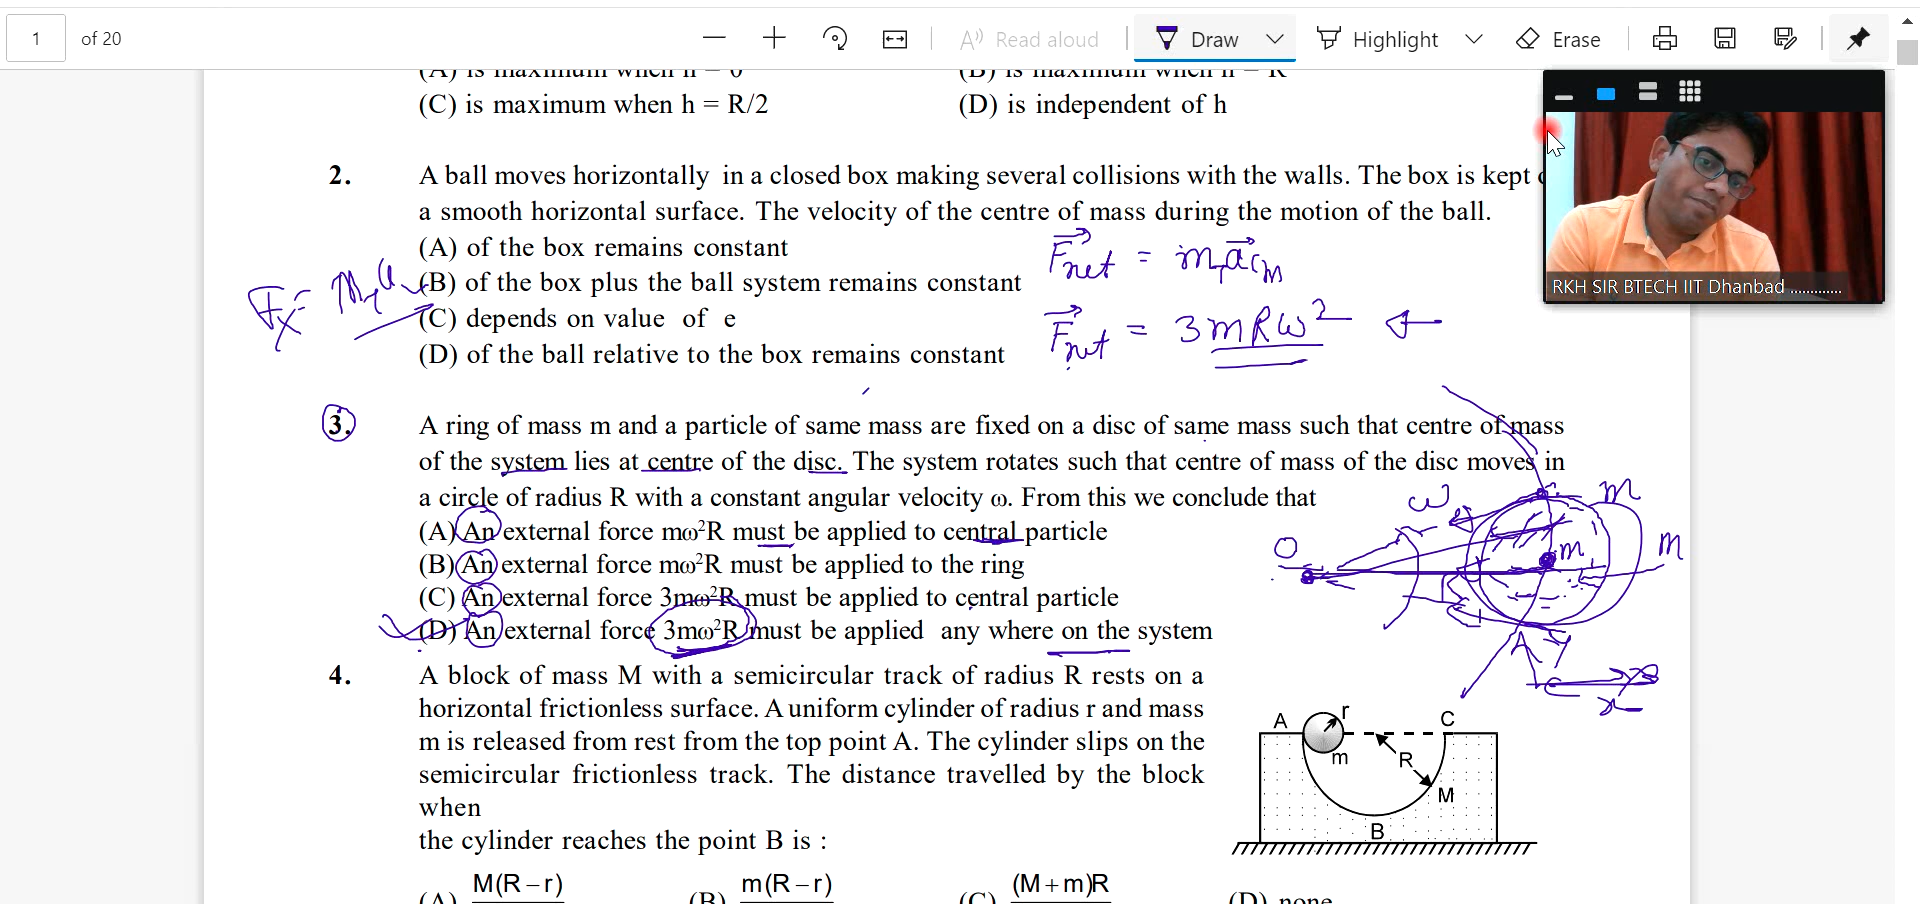 1 of 20 Read aloud Draw Highlight Erase
(A) is maximum when h = 0 (B) is maximum when h = R
(C) is maximum when h = R/2 (D) is independent of h
RKH SIR BTECH IIT Dhanbad .............
2. A ball moves horizontally in a closed box making several collisions with the walls. The box is kept
a smooth horizontal surface. The velocity of the centre of mass during the motion of the ball.
(A) of the box remains constant
F⃗net = m a⃗cm
(B) of the box plus the ball system remains constant
(C) depends on value of e
F⃗net = 3mRω²
(D) of the ball relative to the box remains constant
3. A ring of mass m and a particle of same mass are fixed on a disc of same mass such that centre of mass
of the system lies at centre of the disc. The system rotates such that centre of mass of the disc moves in
a circle of radius R with a constant angular velocity ω. From this we conclude that
(A) An external force mω²R must be applied to central particle
(B) An external force mω²R must be applied to the ring
(C) An external force 3mω²R must be applied to central particle
(D) An external force 3mω²R must be applied any where on the system
ω m
O m m
A
x
4. A block of mass M with a semicircular track of radius R rests on a
horizontal frictionless surface. A uniform cylinder of radius r and mass
m is released from rest from the top point A. The cylinder slips on the
semicircular frictionless track. The distance travelled by the block
when
the cylinder reaches the point B is :
A r C
m R
M
B
(A) M(R – r) (B) m(R – r) (C) (M + m)R (D) none